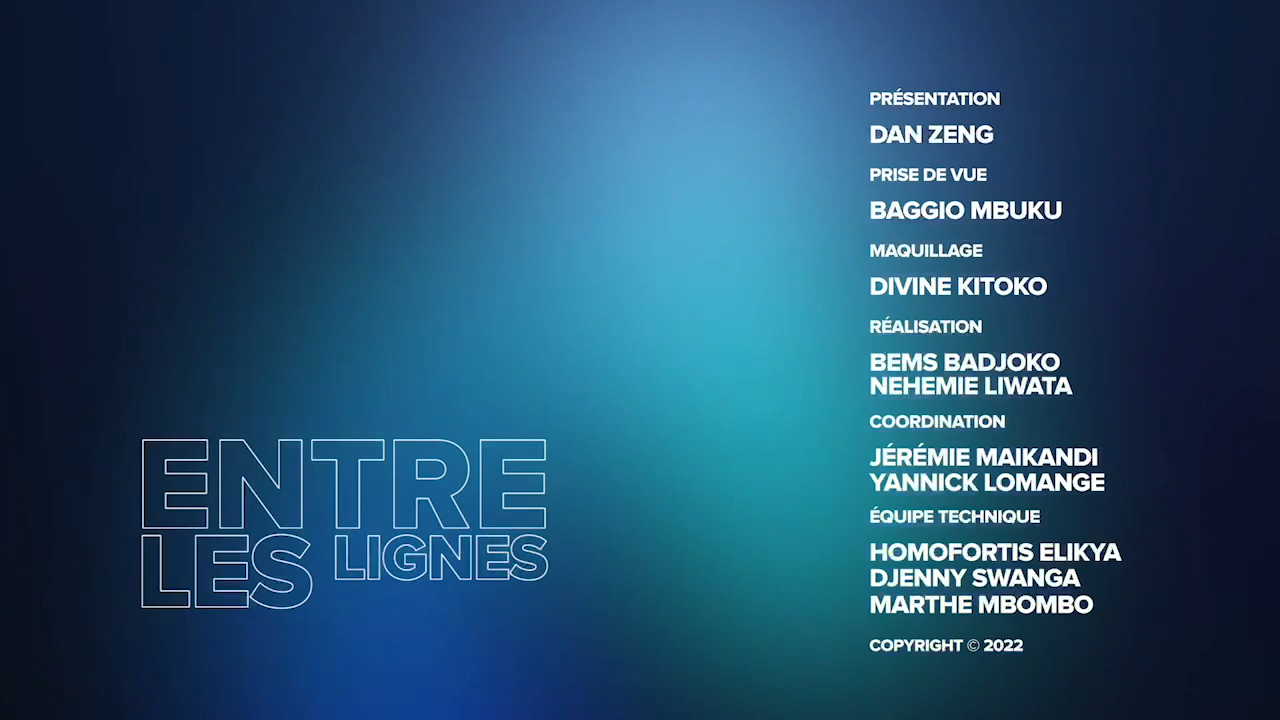 ENTRE
LES LIGNES
PRÉSENTATION
DAN ZENG
PRISE DE VUE
BAGGIO MBUKU
MAQUILLAGE
DIVINE KITOKO
RÉALISATION
BEMS BADJOKO
NEHEMIE LIWATA
COORDINATION
JÉRÉMIE MAIKANDI
YANNICK LOMANGE
ÉQUIPE TECHNIQUE
HOMOFORTIS ELIKYA
DJENNY SWANGA
MARTHE MBOMBO
COPYRIGHT © 2022